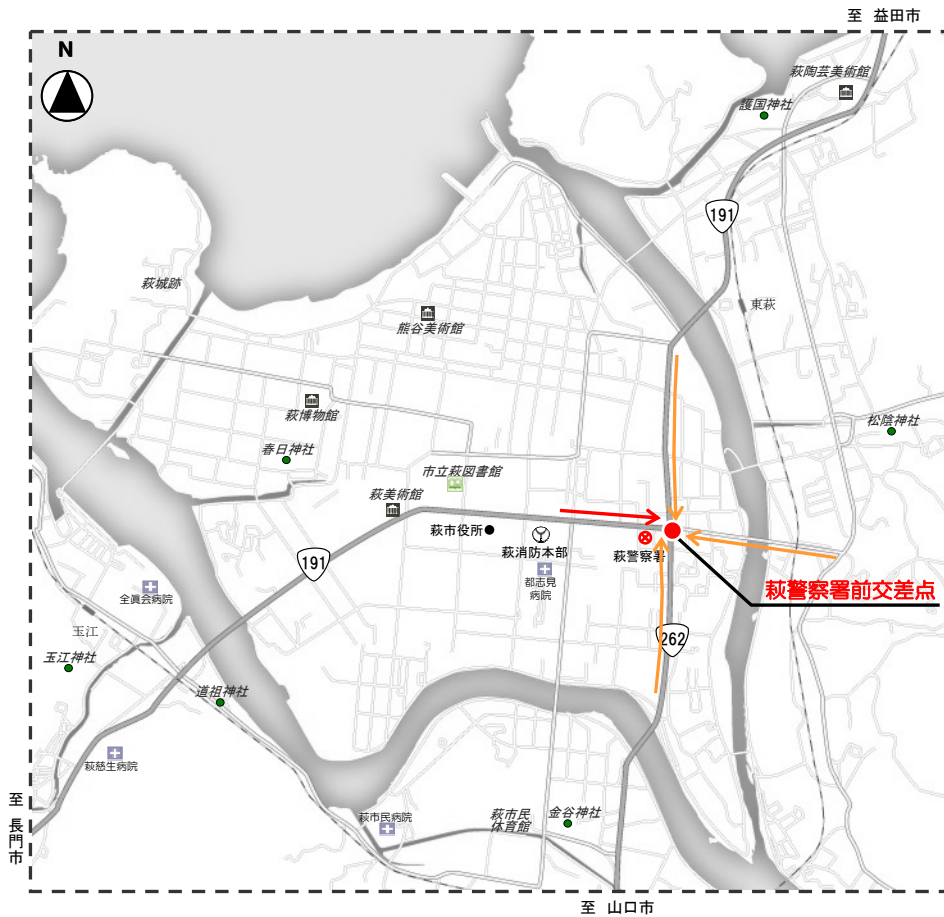 至 益田市
N
萩陶芸美術館
護国神社
191
萩城跡
東萩
熊谷美術館
萩博物館
松陰神社
春日神社
市立萩図書館
萩美術館
萩市役所
萩消防本部
萩警察署
191
都志見
病院
萩警察署前交差点
全眞会病院
玉江
262
玉江神社
道祖神社
萩慈生病院
至 長門市
萩市民病院
萩市民
体育館
金谷神社
至 山口市